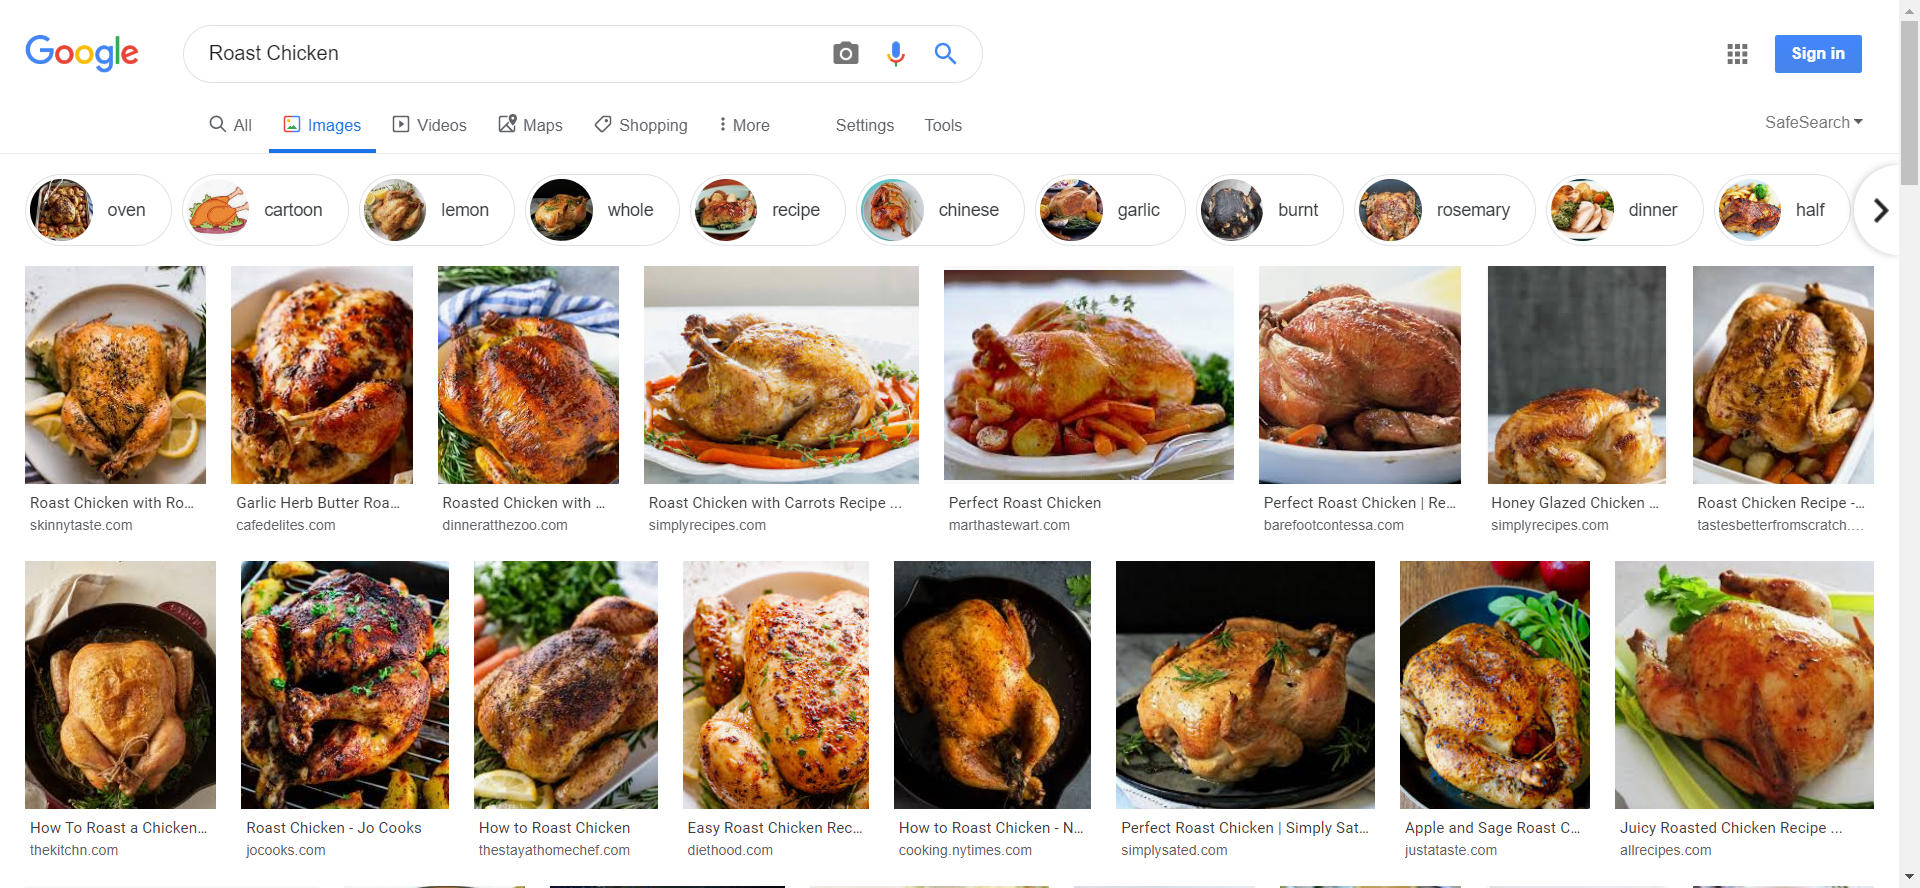 Google
Roast Chicken
Sign in
All
Images
Videos
Maps
Shopping
More
Settings
Tools
SafeSearch
oven
cartoon
lemon
whole
recipe
chinese
garlic
burnt
rosemary
dinner
half
Roast Chicken with Ro...
skinnytaste.com
Garlic Herb Butter Roa...
cafedelites.com
Roasted Chicken with ...
dinneratthezoo.com
Roast Chicken with Carrots Recipe ...
simplyrecipes.com
Perfect Roast Chicken
marthastewart.com
Perfect Roast Chicken | Re...
barefootcontessa.com
Honey Glazed Chicken ...
simplyrecipes.com
Roast Chicken Recipe -...
tastesbetterfromscratch....
How To Roast a Chicken...
thekitchn.com
Roast Chicken - Jo Cooks
jocooks.com
How to Roast Chicken
thestayathomechef.com
Easy Roast Chicken Rec...
diethood.com
How to Roast Chicken - N...
cooking.nytimes.com
Perfect Roast Chicken | Simply Sat...
simplysated.com
Apple and Sage Roast C...
justataste.com
Juicy Roasted Chicken Recipe ...
allrecipes.com